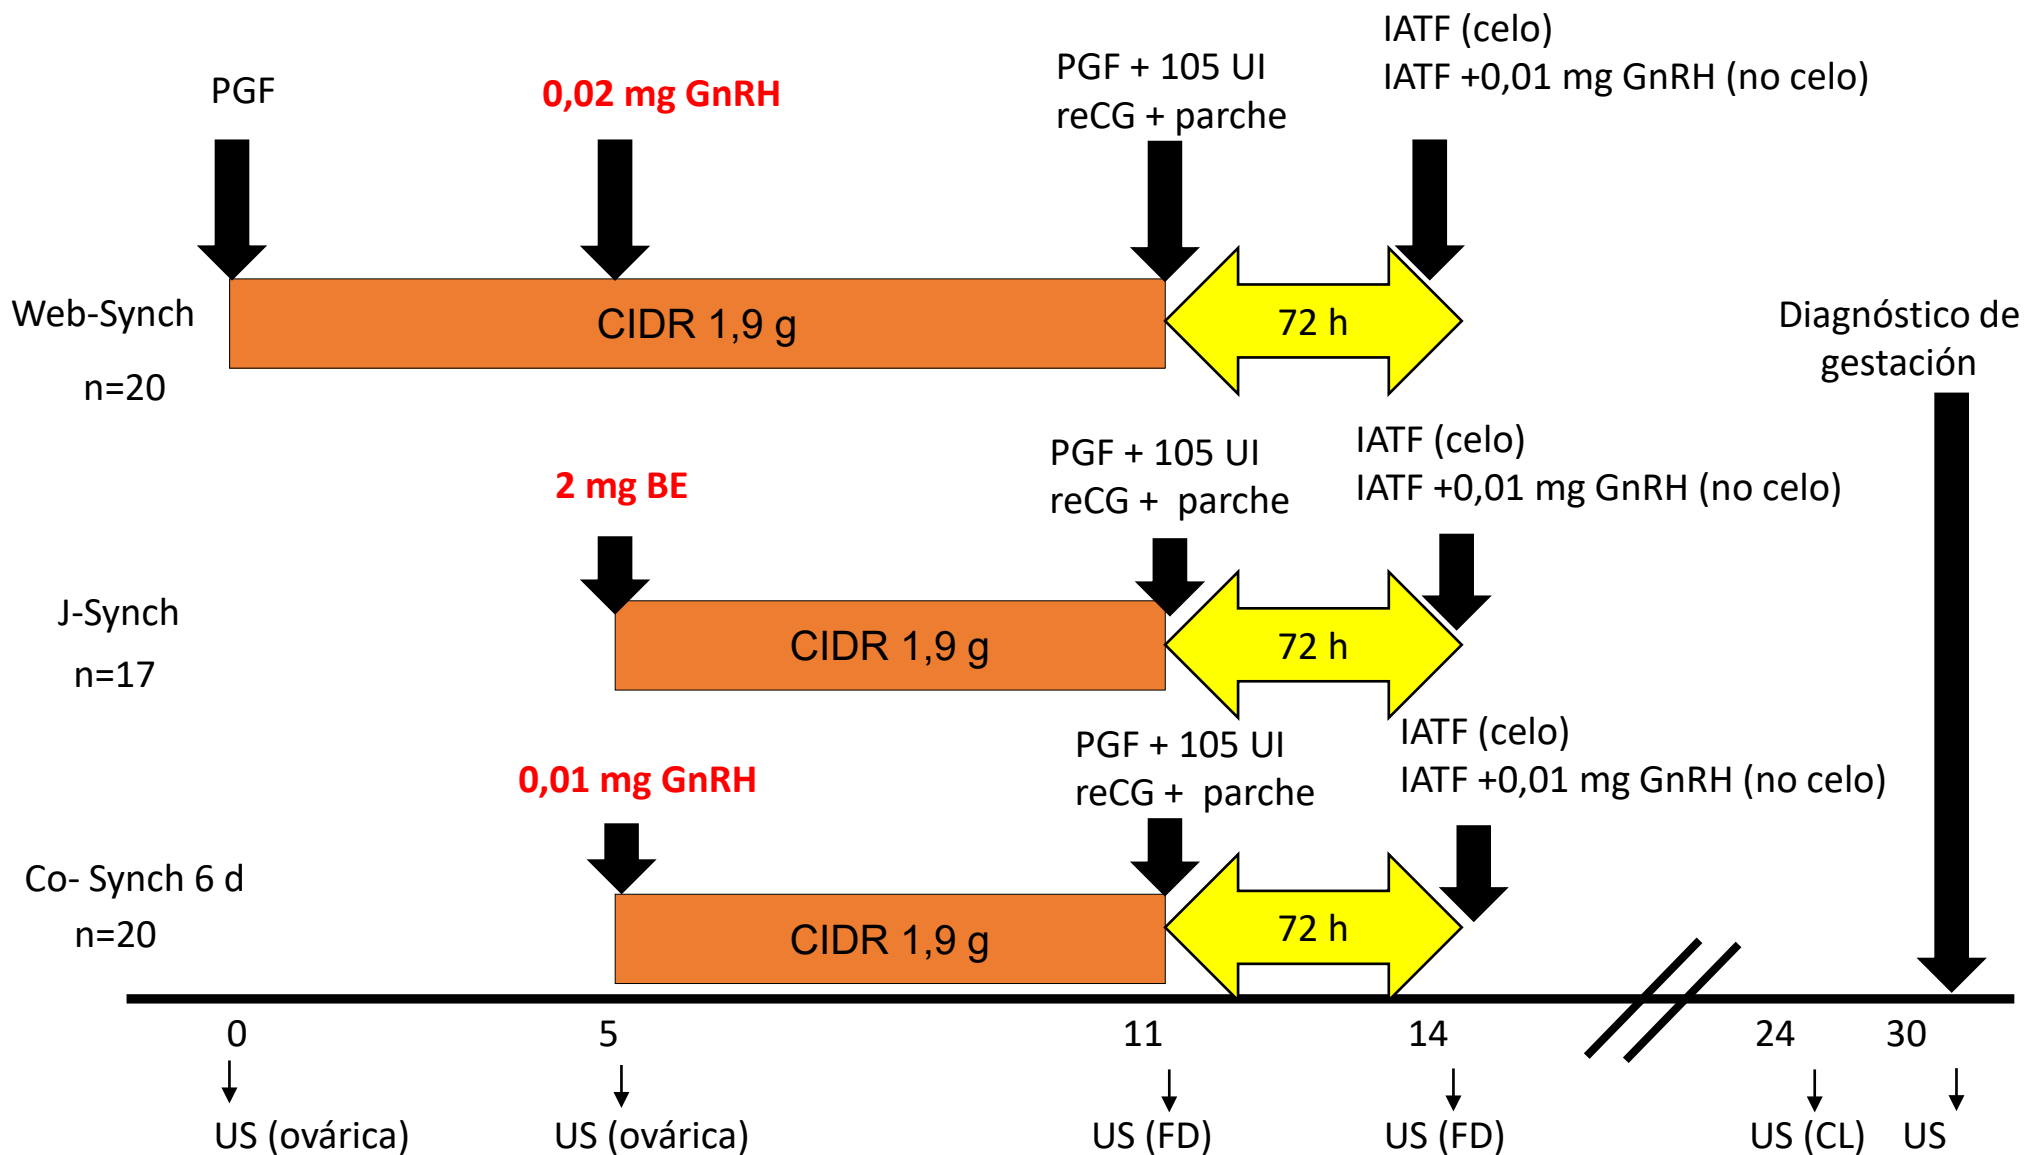 PGF
0,02 mg GnRH
PGF + 105 UI
reCG + parche
IATF (celo)
IATF +0,01 mg GnRH (no celo)
Web-Synch
n=20
CIDR 1,9 g
72 h
Diagnóstico de
gestación
2 mg BE
PGF + 105 UI
reCG + parche
IATF (celo)
IATF +0,01 mg GnRH (no celo)
J-Synch
n=17
CIDR 1,9 g
72 h
0,01 mg GnRH
PGF + 105 UI
reCG + parche
IATF (celo)
IATF +0,01 mg GnRH (no celo)
Co- Synch 6 d
n=20
CIDR 1,9 g
72 h
0 5 11 14 24 30
US (ovárica) US (ovárica) US (FD) US (FD) US (CL) US